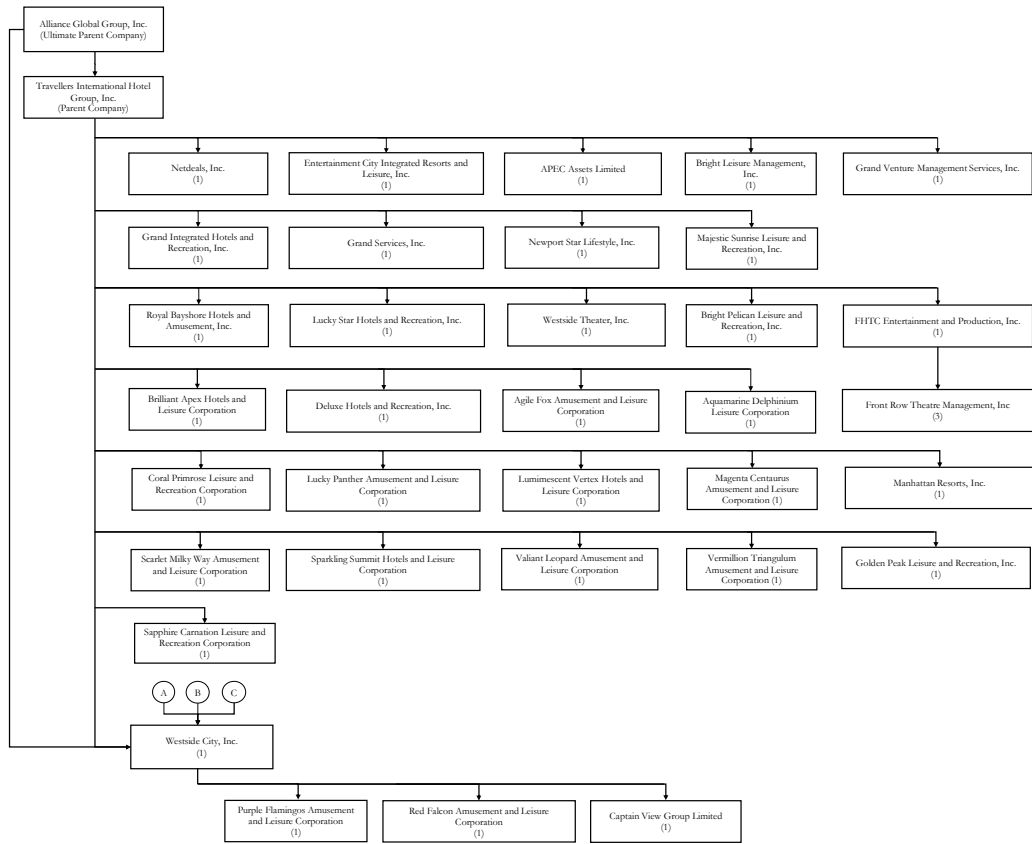 Alliance Global Group, Inc.
(Ultimate Parent Company)
Travellers International Hotel
Group, Inc.
(Parent Company)
Netdeals, Inc.
(1)
Entertainment City Integrated Resorts and
Leisure, Inc.
(1)
APEC Assets Limited
(1)
Bright Leisure Management,
Inc.
(1)
Grand Venture Management Services, Inc.
(1)
Grand Integrated Hotels and
Recreation, Inc.
(1)
Grand Services, Inc.
(1)
Newport Star Lifestyle, Inc.
(1)
Majestic Sunrise Leisure and
Recreation, Inc.
(1)
Royal Bayshore Hotels and
Amusement, Inc.
(1)
Lucky Star Hotels and Recreation, Inc.
(1)
Westside Theater, Inc.
(1)
Bright Pelican Leisure and
Recreation, Inc.
(1)
FHTC Entertainment and Production, Inc.
(1)
Brilliant Apex Hotels and
Leisure Corporation
(1)
Deluxe Hotels and Recreation, Inc.
(1)
Agile Fox Amusement and Leisure
Corporation
(1)
Aquamarine Delphinium
Leisure Corporation
(1)
Front Row Theatre Management, Inc
(3)
Coral Primrose Leisure and
Recreation Corporation
(1)
Lucky Panther Amusement and Leisure
Corporation
(1)
Lumimescent Vertex Hotels and
Leisure Corporation
(1)
Magenta Centaurus
Amusement and Leisure
Corporation (1)
Manhattan Resorts, Inc.
(1)
Scarlet Milky Way Amusement
and Leisure Corporation
(1)
Sparkling Summit Hotels and Leisure
Corporation
(1)
Valiant Leopard Amusement and
Leisure Corporation
(1)
Vermillion Triangulum
Amusement and Leisure
Corporation (1)
Golden Peak Leisure and Recreation, Inc.
(1)
Sapphire Carnation Leisure and
Recreation Corporation
(1)
A B C
Westside City, Inc.
(1)
Purple Flamingos Amusement
and Leisure Corporation
(1)
Red Falcon Amusement and Leisure
Corporation
(1)
Captain View Group Limited
(1)